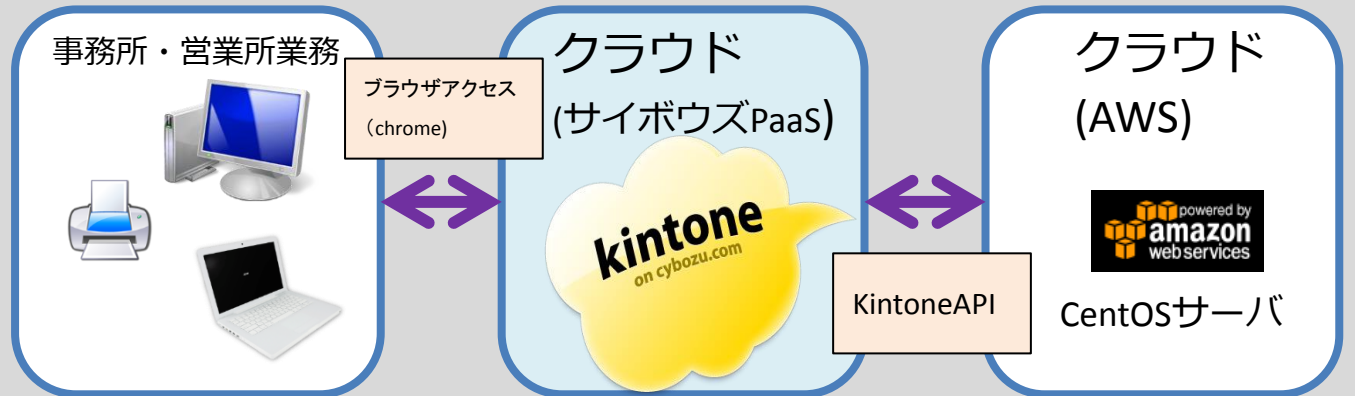 事務所・営業所業務
ブラウザアクセス
（chrome)
クラウド
(サイボウズPaaS)
kintone
on cybozu.com
KintoneAPI
クラウド
(AWS)
powered by
amazon
webservices
CentOSサーバ